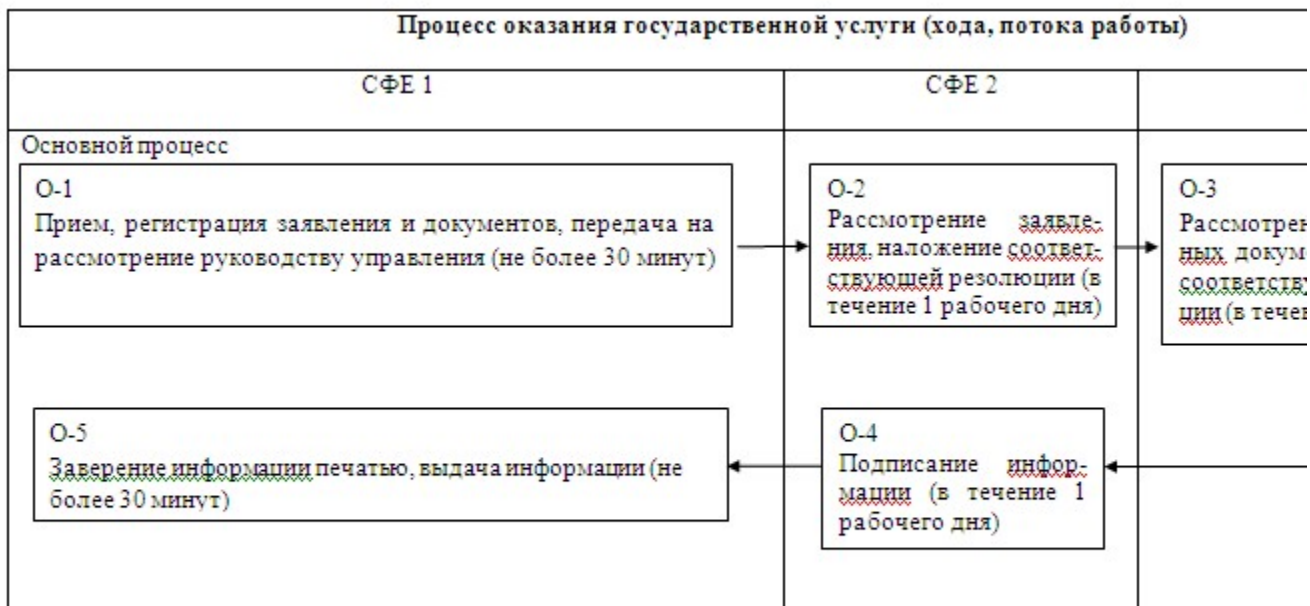 Процесс оказания государственной услуги (хода, потока работы)
СФЕ 1
СФЕ 2
Основной процесс
О-1
Прием, регистрация заявления и документов, передача на
рассмотрение руководству управления (не более 30 минут)
О-2
Рассмотрение заявле-
ния, наложение соответ-
ствующей резолюции (в
течение 1 рабочего дня)
О-3
ных
ции (в
О-5
Заверение информации печатью, выдача информации (не
более 30 минут)
О-4
Подписание инфор-
мации (в течение 1
рабочего дня)